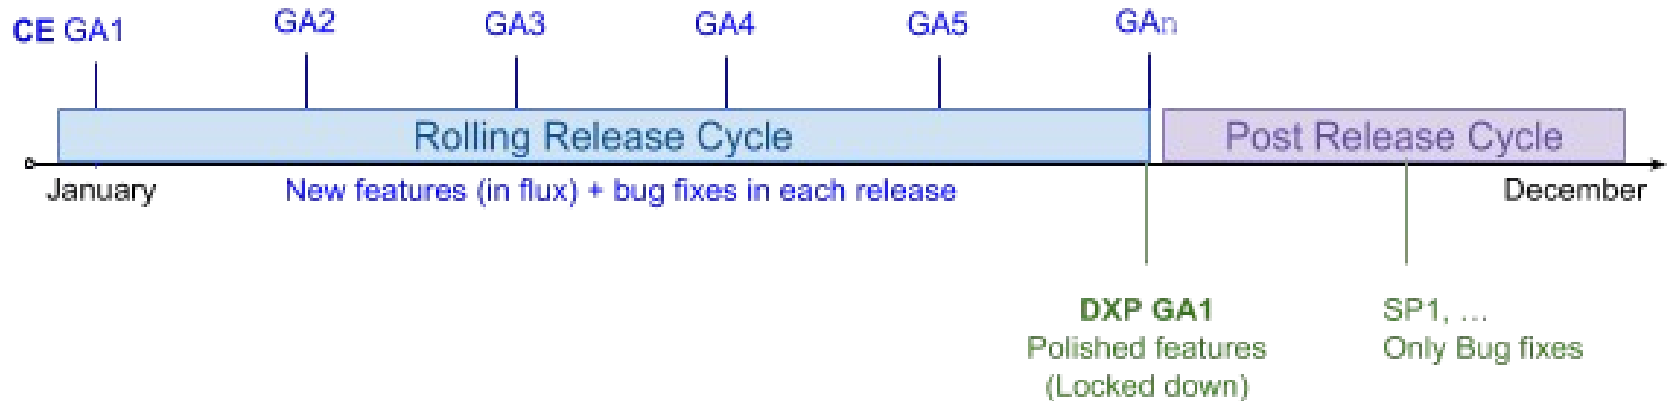 CE GA1
GA2
GA3
GA4
GA5
GAn
Rolling Release Cycle
Post Release Cycle
January
New features (in flux) + bug fixes in each release
December
DXP GA1
Polished features
(Locked down)
SP1, ...
Only Bug fixes